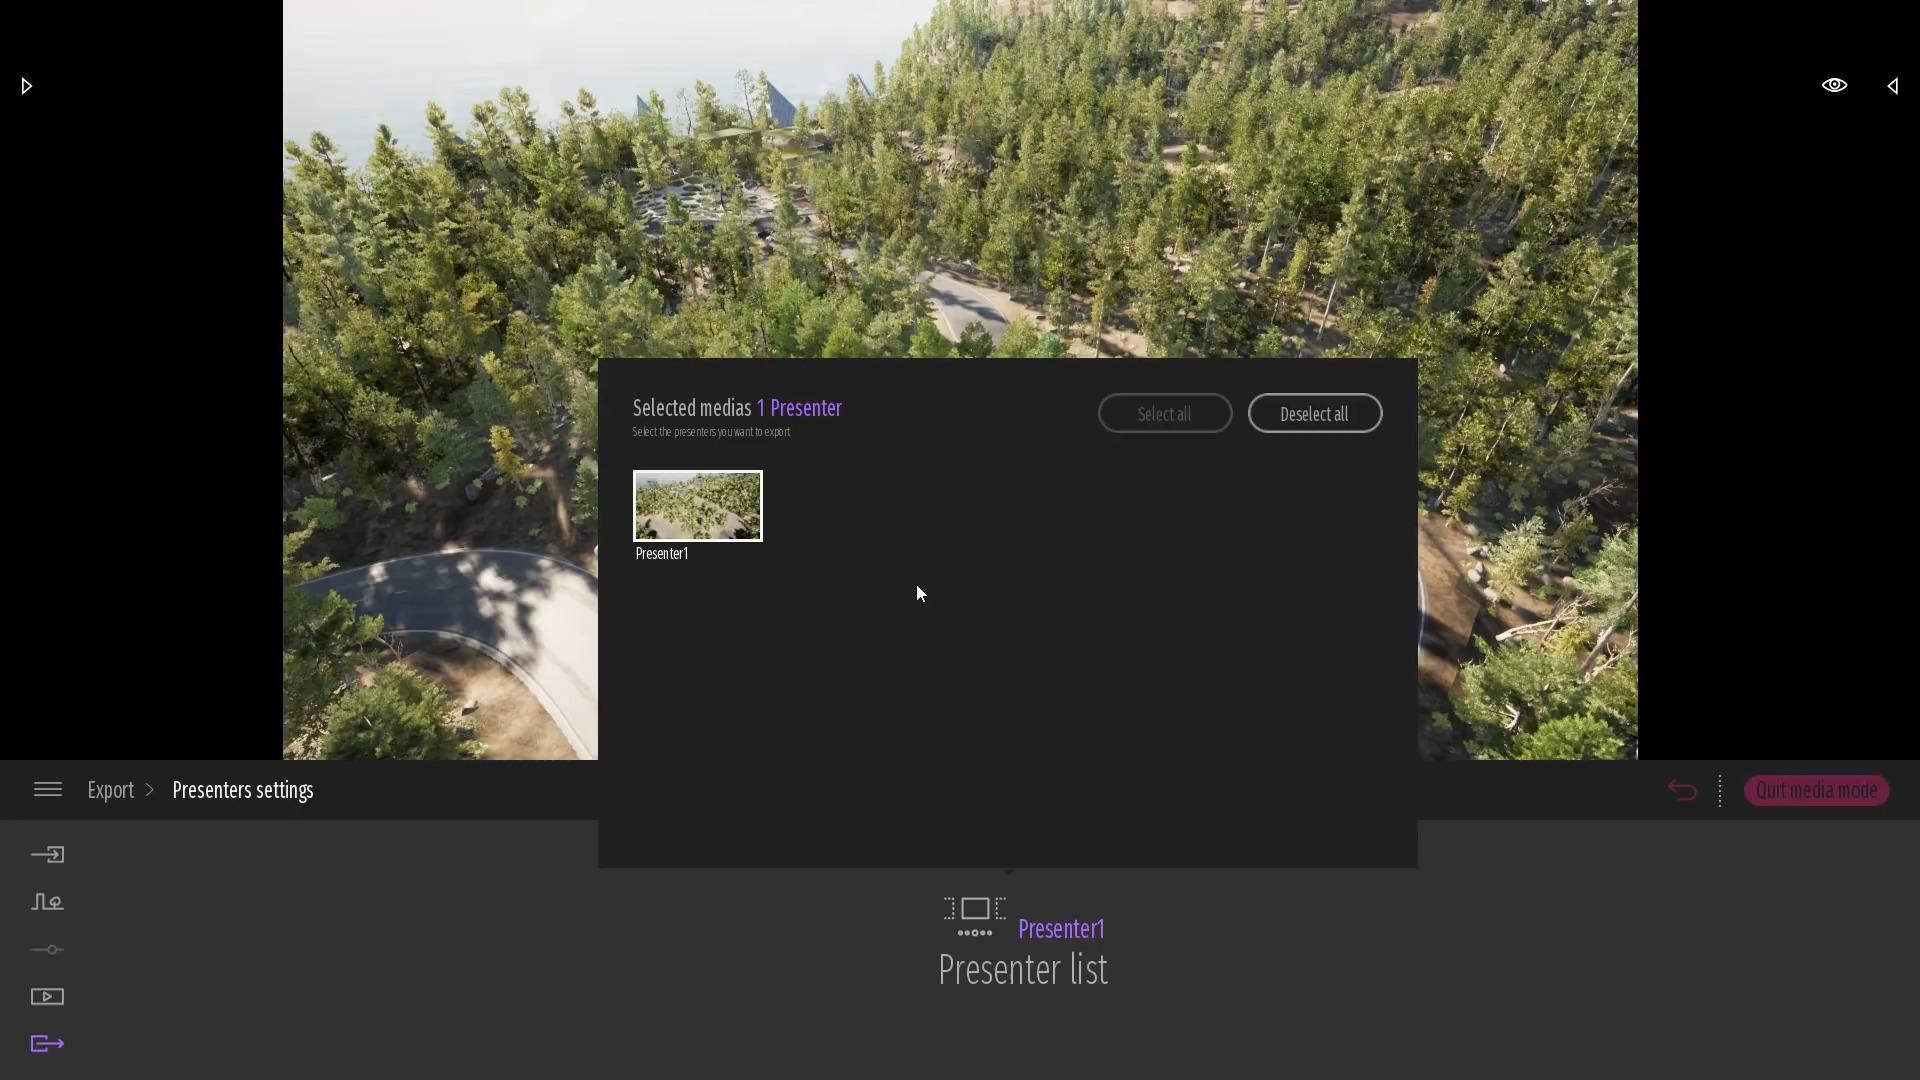 Selected medias 1 Presenter
Select the presenters you want to export
Select all
Deselect all
Presenter1
Export > Presenters settings
Quit media mode
Presenter1
Presenter list